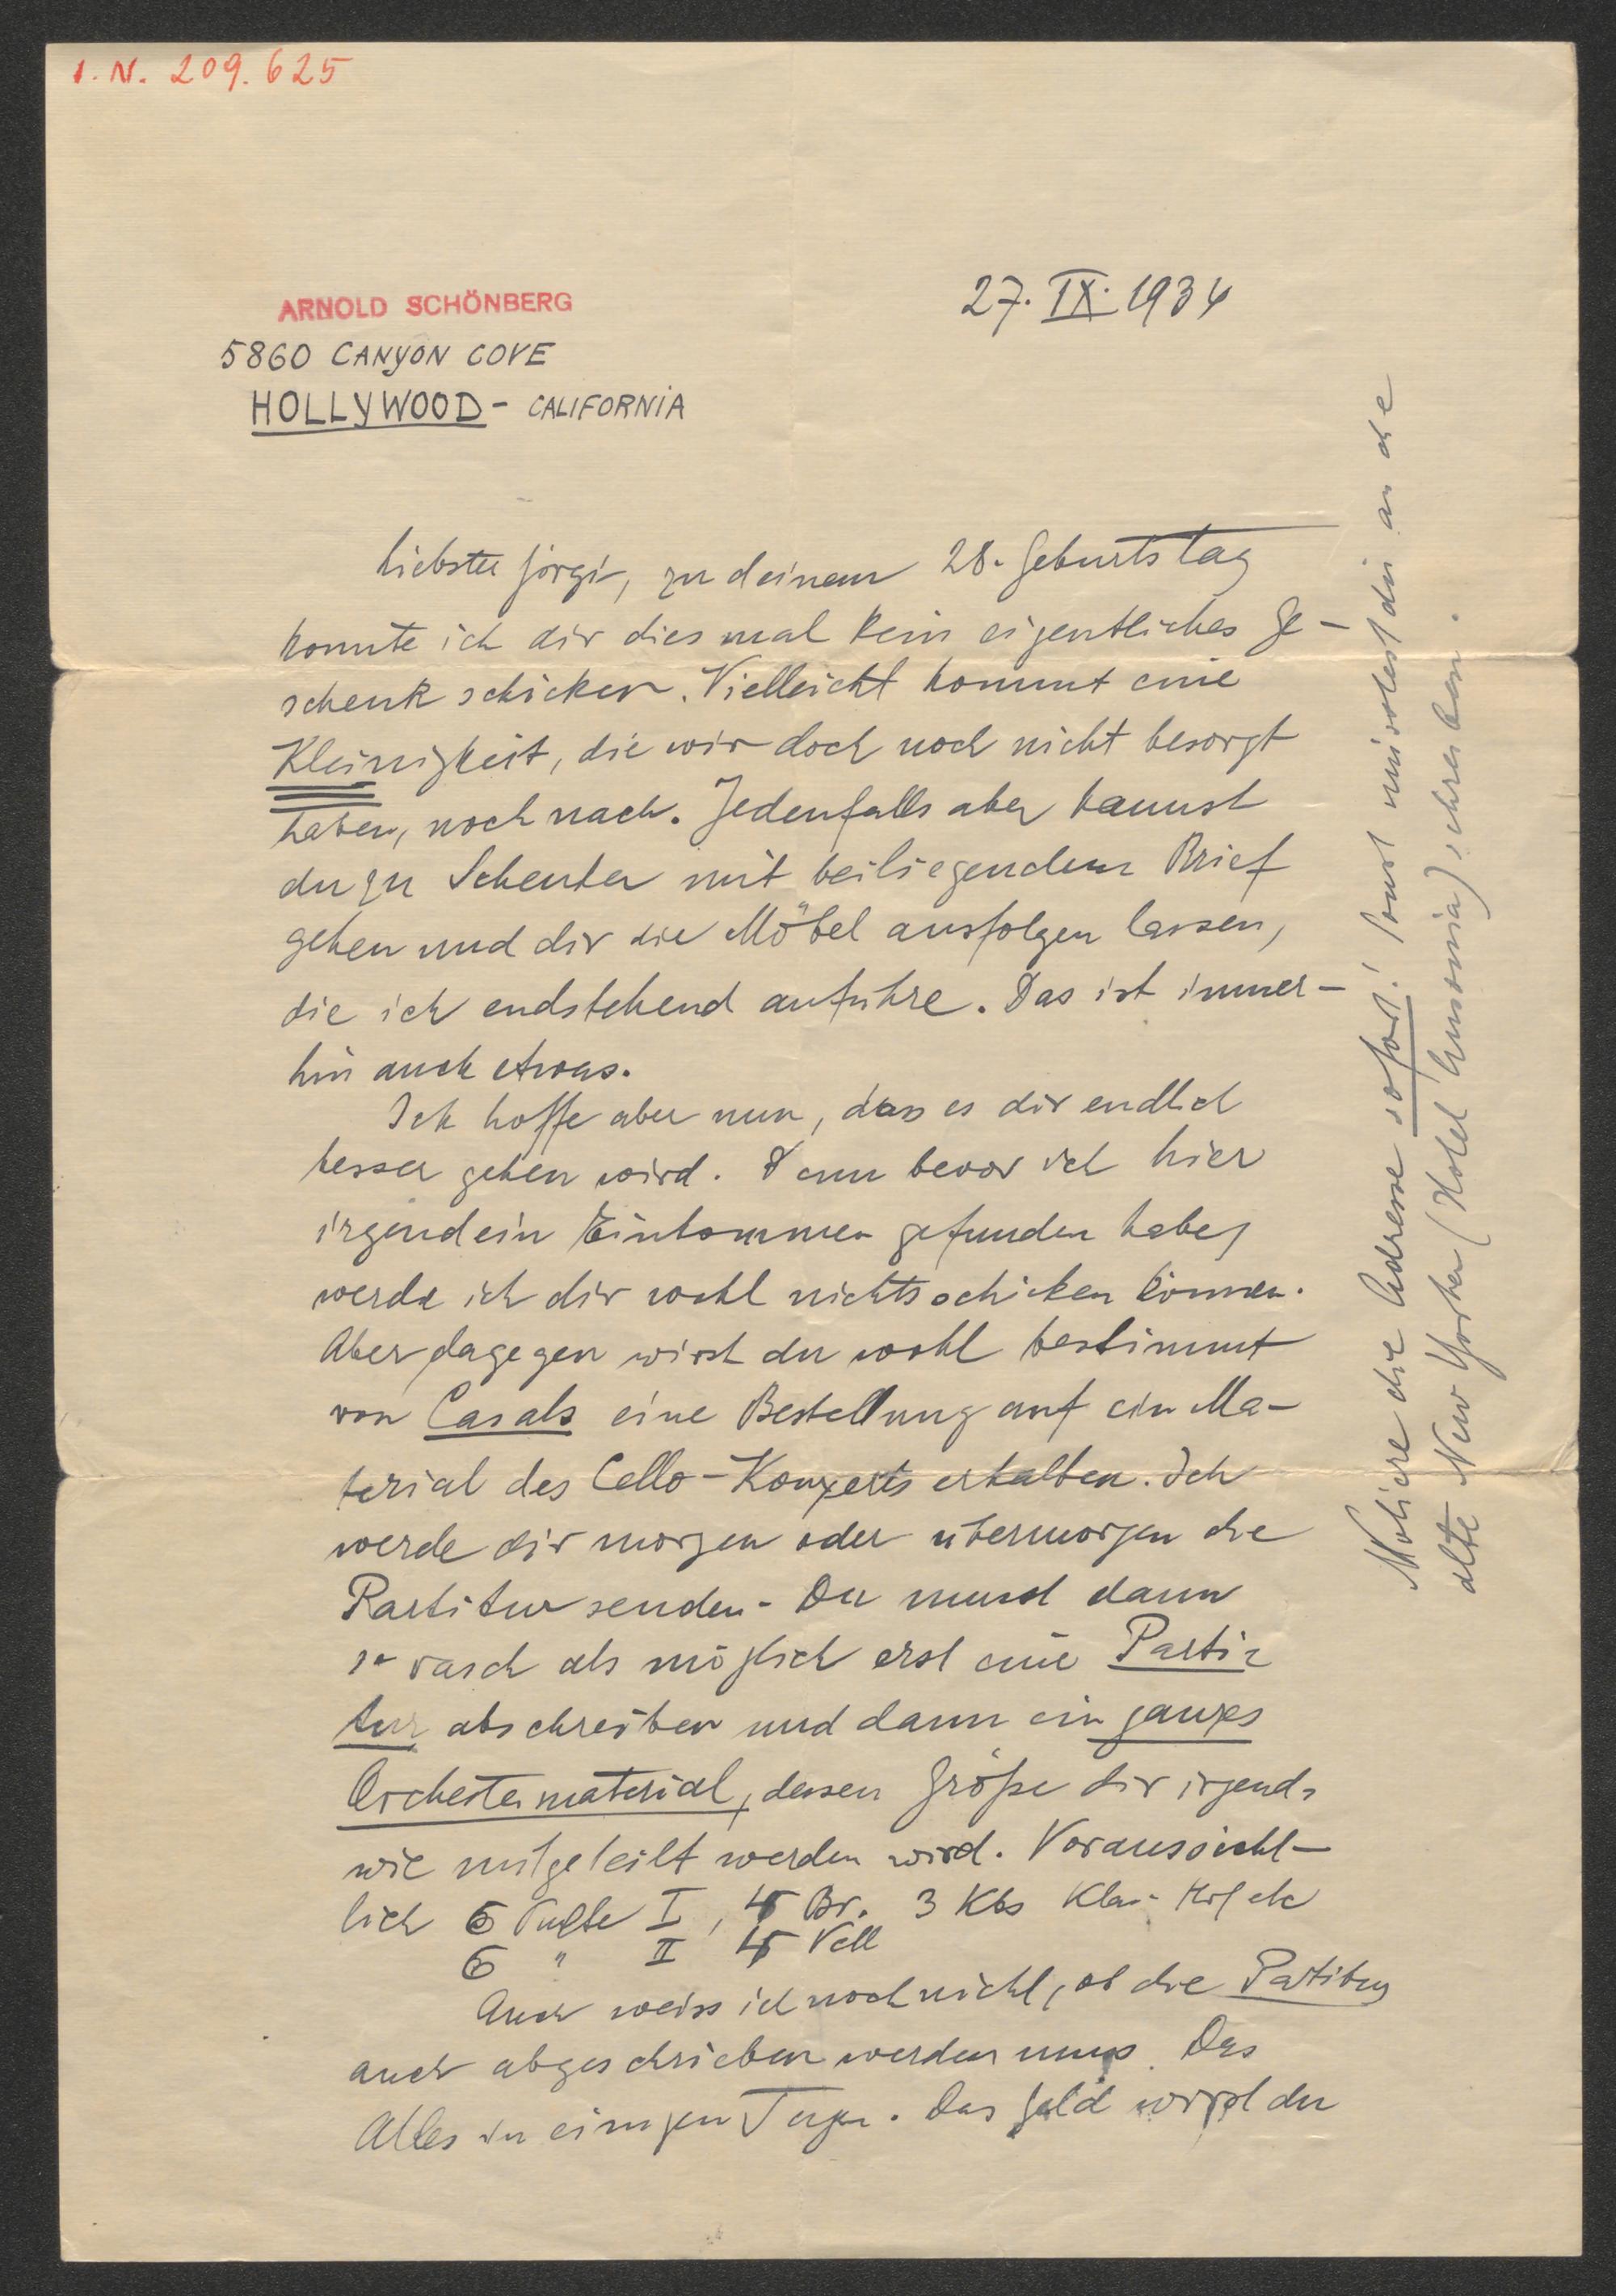 I. N. 209.625
ARNOLD SCHÖNBERG
5860 CANYON COVE
HOLLYWOOD - CALIFORNIA
27. IX. 1934
Liebster Görgi, zu deinem 28. Geburtstag
konnte ich dir diesmal kein eigentliches Ge-
schenk schicken. Vielleicht kommt eine
Kleinigkeit, die wir doch noch nicht besorgt
haben, noch nach. Jedenfalls aber kannst
du zu Schenker mit beiliegendem Brief
gehen und dir die Möbel ausfolgen lassen,
die ich endstehend anführe. Das ist immer-
hin auch etwas.
Ich hoffe aber nun, dass es dir endlich
besser gehen wird. Denn bevor ich hier
irgendein Einkommen gefunden habe,
werde ich dir wohl nichts schicken können.
Aber dagegen wirst du wohl bestimmt
von Casals eine Bestellung auf ein Ma-
terial des Cello-Konzerts erhalten. Ich
werde dir morgen oder übermorgen die
Partitur senden. Du musst dann
so rasch als möglich erst eine Parti-
tur abschreiben und dann ein ganzes
Orchestermaterial, dessen Größe dir irgend-
wie mitgeteilt werden wird. Voraussicht-
lich 6 Pulte I, 4 Br. 3 Kbs Klav. Hrf etc
6 " II 4 Vcll
Auch weiss ich noch nicht, ob die Partitur
auch abgeschrieben werden muss. Das
Alles in einigen Tagen. Das Geld wirst du
Notiere die Adresse sofort! Sonst müsstest du an die
alte New Yorker (Hotel Ansonia) schreiben.